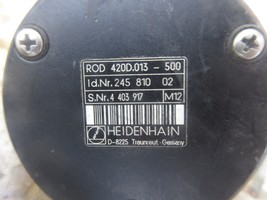 ROD 420D.013 - 500
Id.Nr. 245 810 02
S.Nr. 4 403 917 M12
HEIDENHAIN
D-8225 Traunreut · Germany